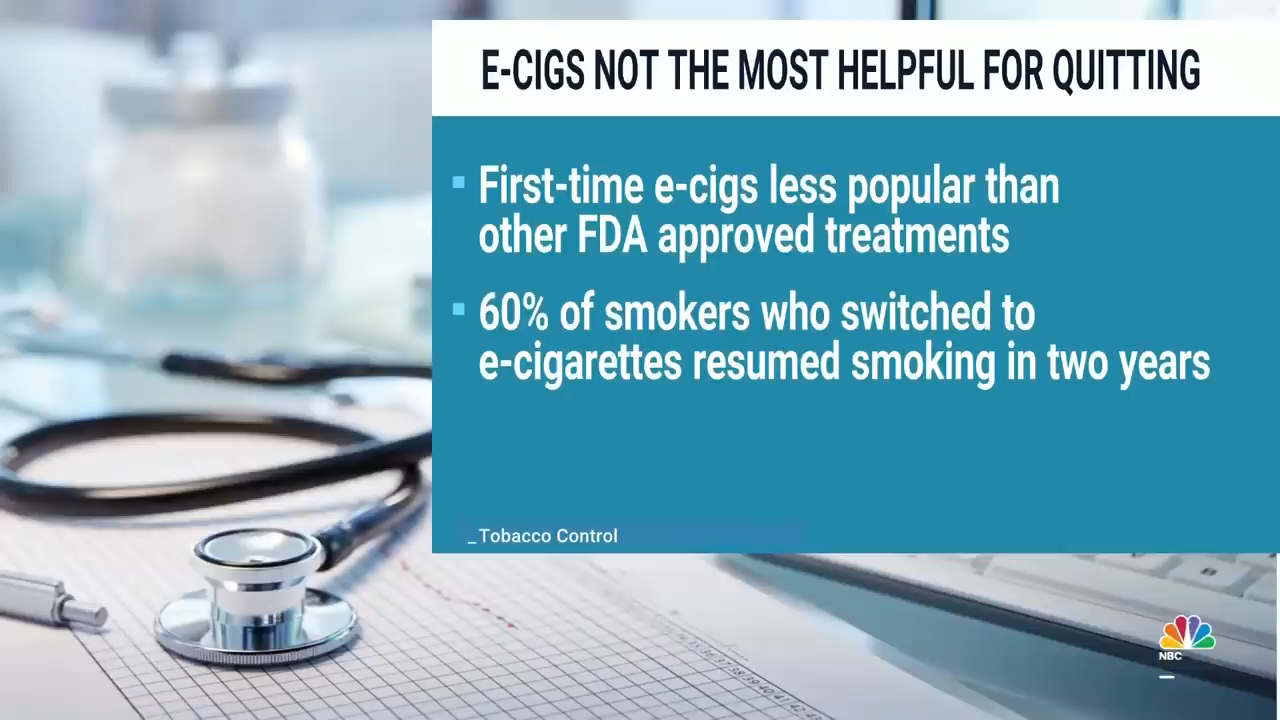 E-CIGS NOT THE MOST HELPFUL FOR QUITTING
▪ First-time e-cigs less popular than
other FDA approved treatments
▪ 60% of smokers who switched to
e-cigarettes resumed smoking in two years
_Tobacco Control
NBC